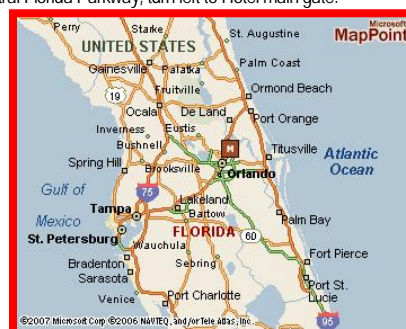 tral Florida Parkway, turn left to Hotel main gate.
Microsoft
MapPoint
Perry
Starke
St. Augustine
UNITED STATES
Gainesville
Palatka
Palm Coast
19
Fruitville
Ormond Beach
Ocala
De Land
Port Orange
Inverness
Eustis
Bushnell
M
Titusville
Spring Hill
Brooksville
Orlando
Atlantic
Ocean
Gulf of
Mexico
75
Lakeland
Tampa
Bartow
Palm Bay
St. Petersburg
FLORIDA
60
Wauchula
Bradenton
Sebring
Fort Pierce
Sarasota
Port St.
Lucie
Venice
Port Charlotte
95
©2007 Microsoft Corp ©2006 NAVTEQ, and/or Tele Atlas, Inc.